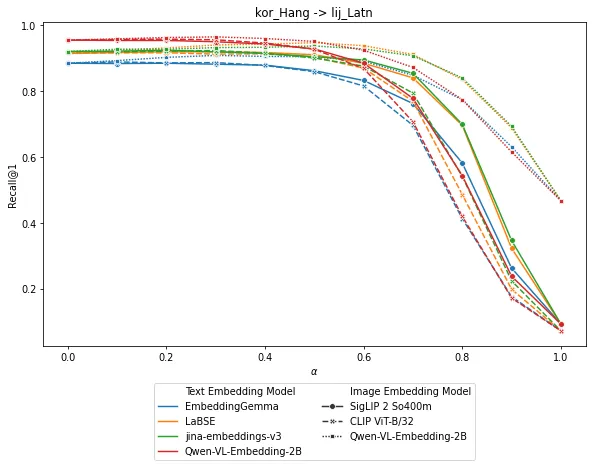 kor_Hang -> lij_Latn
Recall@1
1.0
0.8
0.6
0.4
0.2
0.0 0.2 0.4 0.6 0.8 1.0
α
Text Embedding Model
EmbeddingGemma
LaBSE
jina-embeddings-v3
Qwen-VL-Embedding-2B
Image Embedding Model
SigLIP 2 So400m
CLIP ViT-B/32
Qwen-VL-Embedding-2B